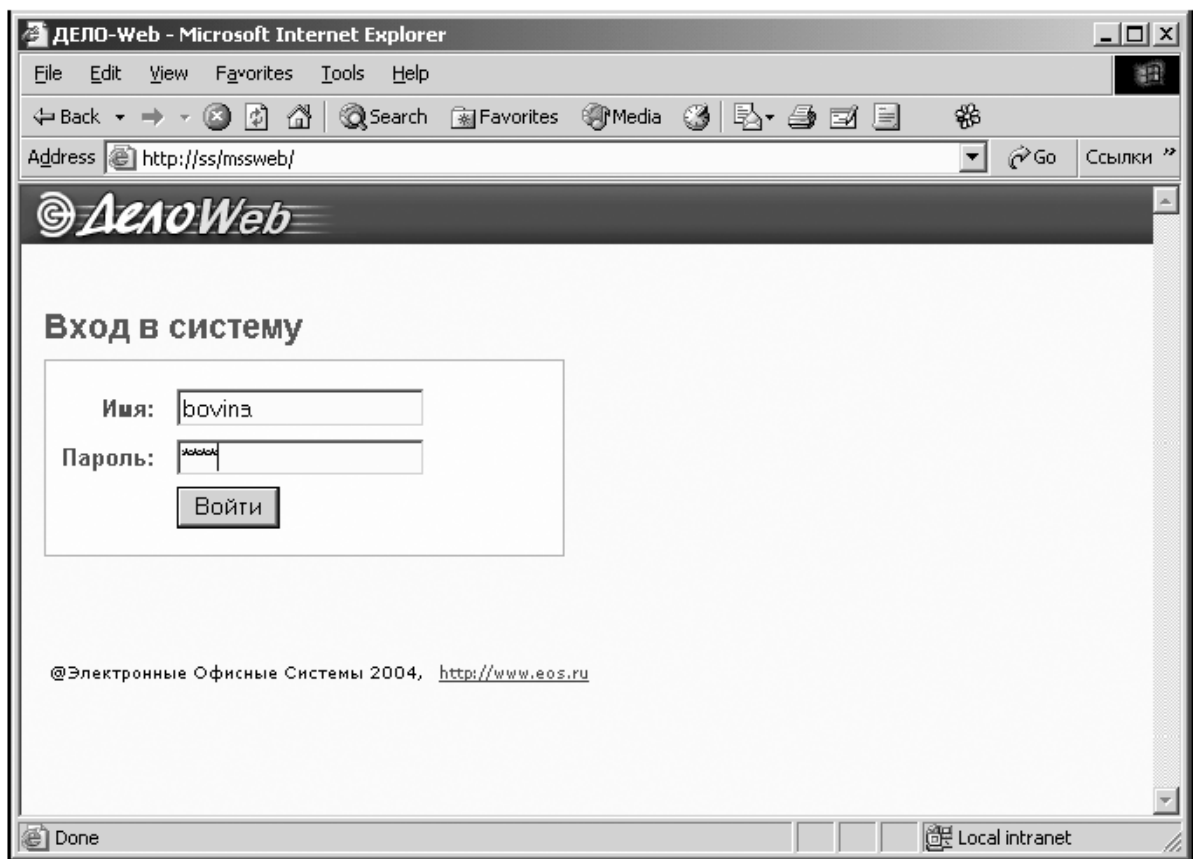 ДЕЛО-Web - Microsoft Internet Explorer
File Edit View Favorites Tools Help
Back Search Favorites Media
Address http://ss/mssweb/ Go Ссылки »
ДелоWeb
Вход в систему
Имя: bovina
Пароль: ****
Войти
@Электронные Офисные Системы 2004, http://www.eos.ru
Done Local intranet